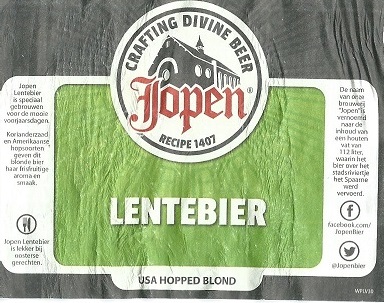 CRAFTING DIVINE BEER
Jopen®
RECIPE 1407
LENTEBIER
USA HOPPED BLOND
Jopen
Lentebier
is speciaal
gebrouwen
voor de mooie
voorjaarsdagen.
Korianderzaad
en Amerikaanse
hopsoorten
geven dit
blonde bier
haar frisfruitige
aroma en
smaak.
Jopen Lentebier
is lekker bij
oosterse
gerechten.
De naam
van onze
brouwerij
"Jopen" is
vernoemd
naar de
inhoud van
een houten
vat van
112 liter,
waarin het
bier over het
stadsriviertje
het Spaarne
werd
vervoerd.
facebook.com/
JopenBier
@Jopenbier